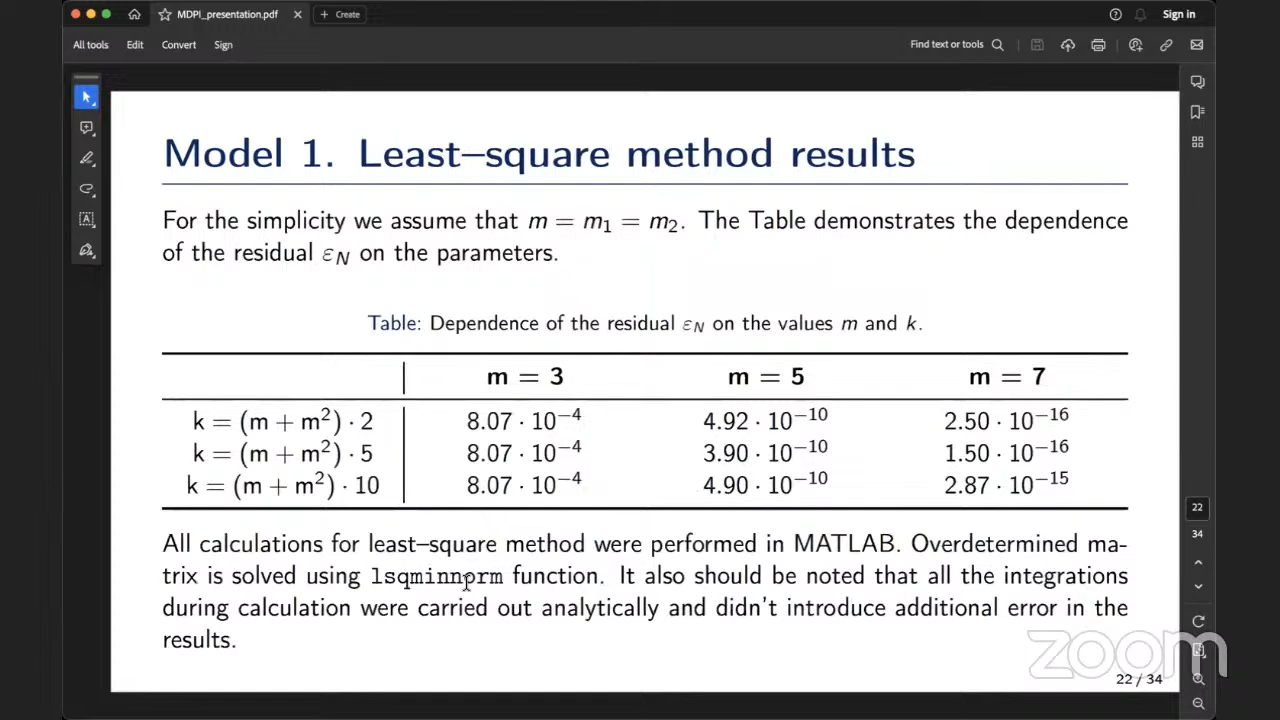 MDPI_presentation.pdf
Create
Sign in
All tools Edit Convert Sign
Find text or tools
Model 1. Least–square method results
For the simplicity we assume that m = m₁ = m₂. The Table demonstrates the dependence
of the residual ε_N on the parameters.
Table: Dependence of the residual ε_N on the values m and k.
m = 3 m = 5 m = 7
k = (m + m²) · 2 8.07 · 10⁻⁴ 4.92 · 10⁻¹⁰ 2.50 · 10⁻¹⁶
k = (m + m²) · 5 8.07 · 10⁻⁴ 3.90 · 10⁻¹⁰ 1.50 · 10⁻¹⁶
k = (m + m²) · 10 8.07 · 10⁻⁴ 4.90 · 10⁻¹⁰ 2.87 · 10⁻¹⁵
All calculations for least–square method were performed in MATLAB. Overdetermined ma-
trix is solved using lsqminnorm function. It also should be noted that all the integrations
during calculation were carried out analytically and didn't introduce additional error in the
results.
22 / 34
22
34
zoom